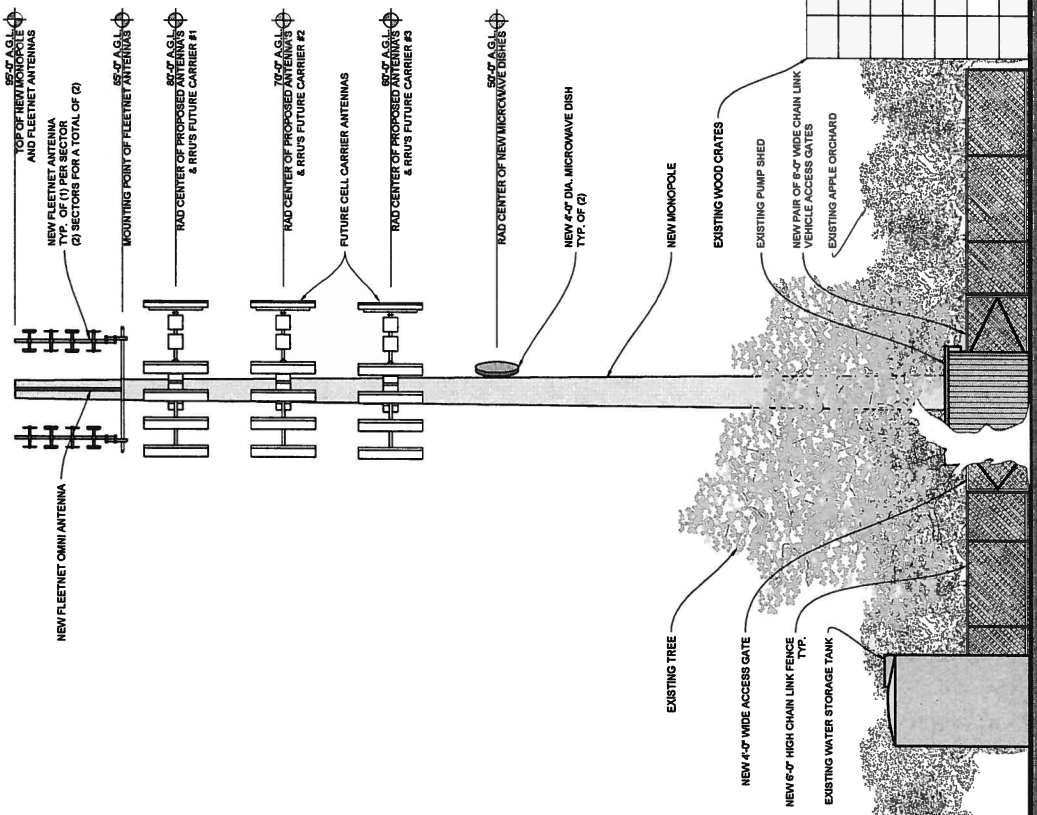 95'-0" A.G.L.
TOP OF NEW MONOPOLE
AND FLEETNET ANTENNAS
NEW FLEETNET ANTENNA
TYP. OF (1) PER SECTOR
(2) SECTORS FOR A TOTAL OF (2)
85'-0" A.G.L.
MOUNTING POINT OF FLEETNET ANTENNAS
80'-0" A.G.L.
RAD CENTER OF PROPOSED ANTENNA'S
& RRU'S FUTURE CARRIER #1
70'-0" A.G.L.
RAD CENTER OF PROPOSED ANTENNA'S
& RRU'S FUTURE CARRIER #2
FUTURE CELL CARRIER ANTENNAS
60'-0" A.G.L.
RAD CENTER OF PROPOSED ANTENNA'S
& RRU'S FUTURE CARRIER #3
50'-0" A.G.L.
RAD CENTER OF NEW MICROWAVE DISHES
NEW 4'-0" DIA. MICROWAVE DISH
TYP. OF (2)
NEW MONOPOLE
EXISTING WOOD CRATES
EXISTING PUMP SHED
NEW PAIR OF 6'-0" WIDE CHAIN LINK
VEHICLE ACCESS GATES
EXISTING APPLE ORCHARD
NEW FLEETNET OMNI ANTENNA
EXISTING TREE
NEW 4'-0" WIDE ACCESS GATE
NEW 6'-0" HIGH CHAIN LINK FENCE
TYP.
EXISTING WATER STORAGE TANK